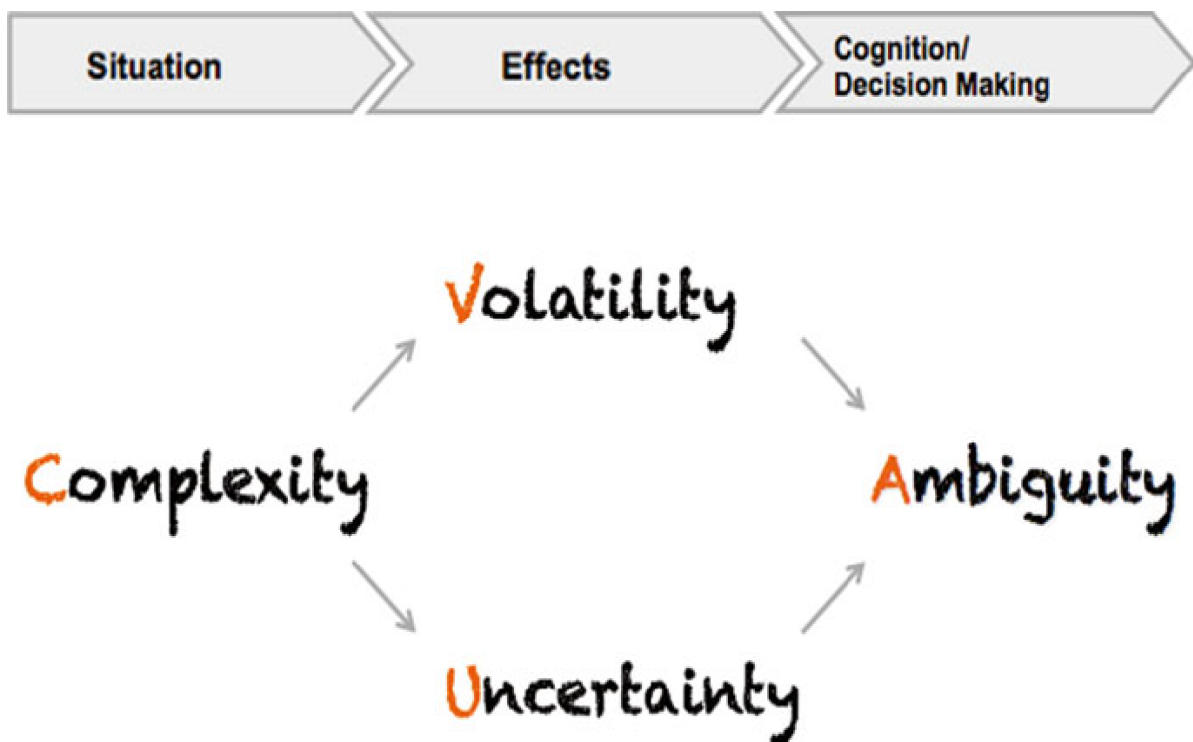 Situation
Effects
Cognition/
Decision Making
Volatility
Complexity
Ambiguity
Uncertainty